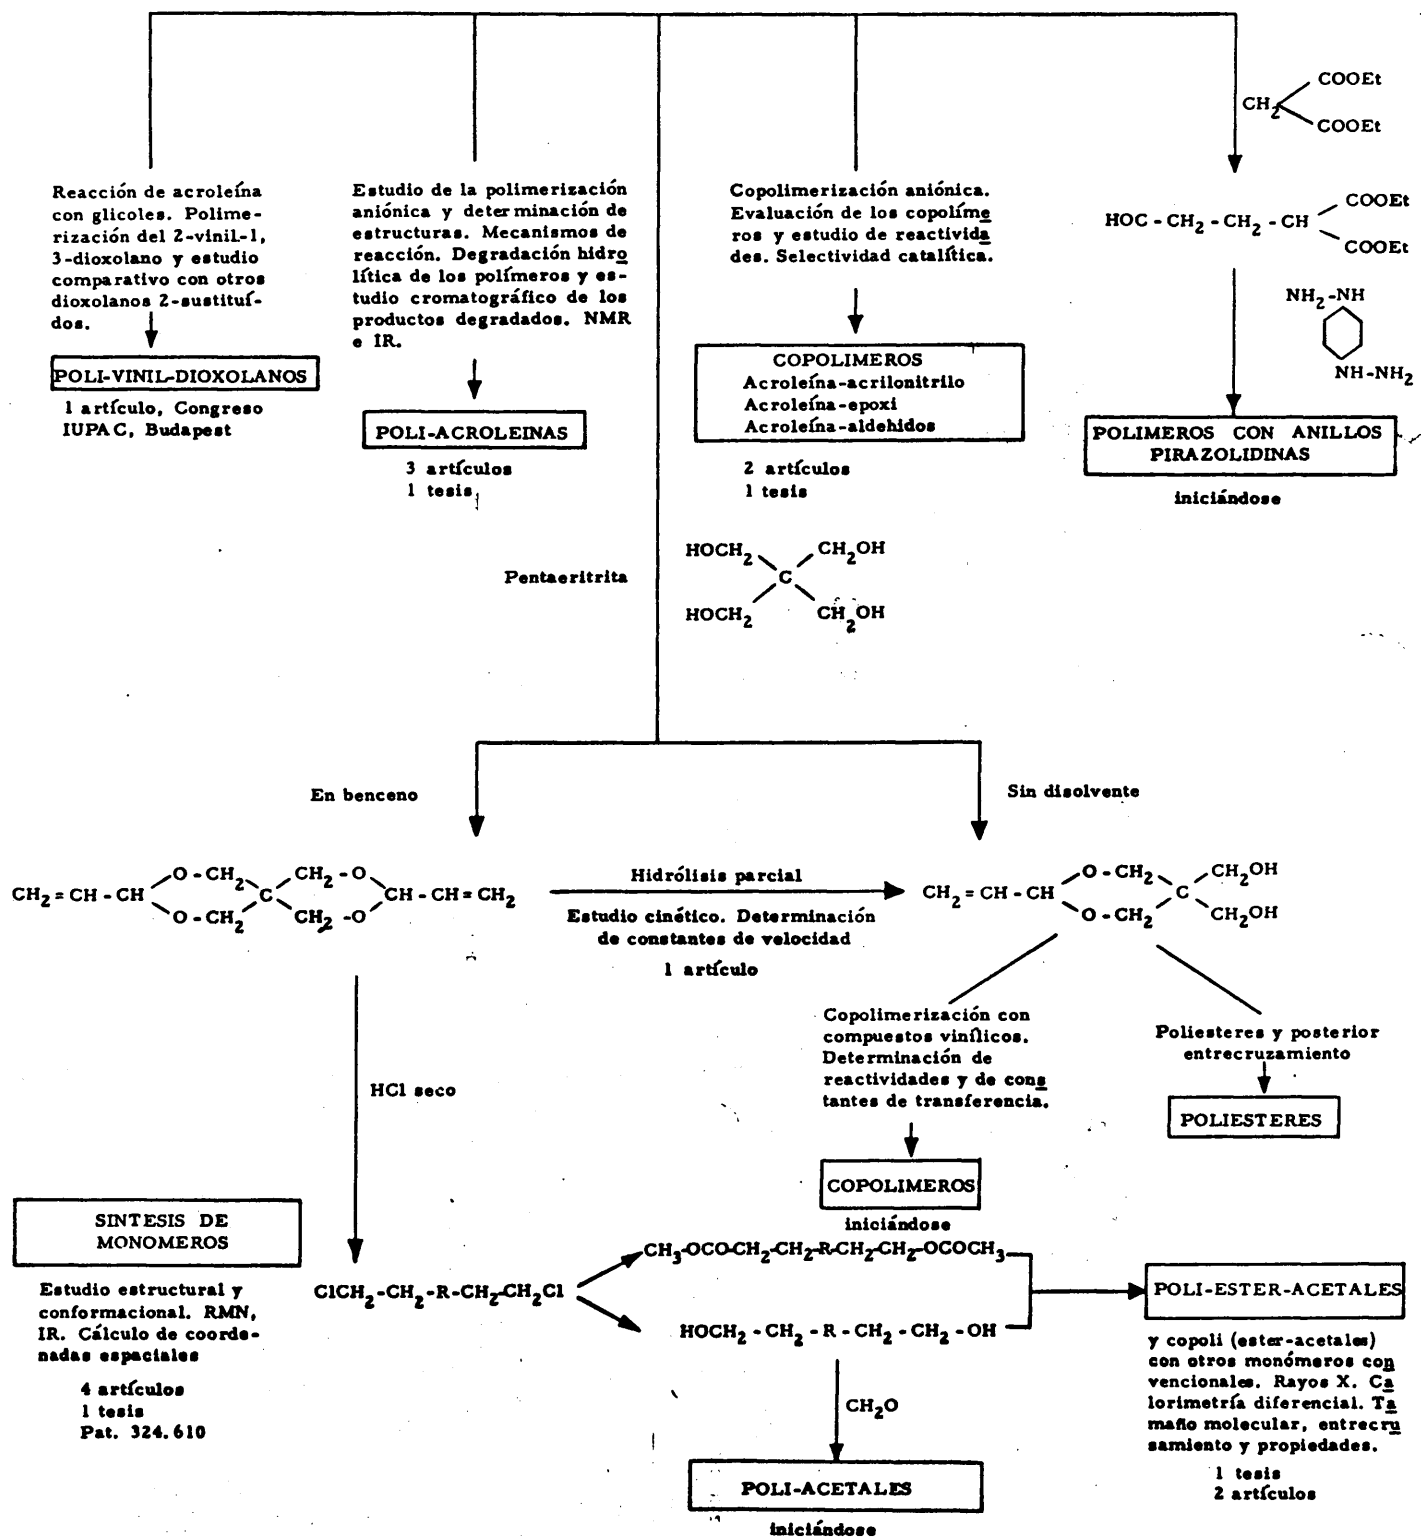 COOEt
CH2
COOEt
Reacción de acroleína
con glicoles. Polime-
rización del 2-vinil-1,
3-dioxolano y estudio
comparativo con otros
dioxolanos 2-sustituí-
dos.
POLI-VINIL-DIOXOLANOS
1 artículo, Congreso
IUPAC, Budapest
Estudio de la polimerización
aniónica y determinación de
estructuras. Mecanismos de
reacción. Degradación hidro
lítica de los polímeros y es-
tudio cromatográfico de los
productos degradados. NMR
e IR.
POLI-ACROLEINAS
3 artículos
1 tesis
Copolimerización aniónica.
Evaluación de los copolíme
ros y estudio de reactivida
des. Selectividad catalítica.
COPOLIMEROS
Acroleína-acrilonitrilo
Acroleína-epoxi
Acroleína-aldehidos
2 artículos
1 tesis
COOEt
HOC - CH2 - CH2 - CH
COOEt
NH2-NH
NH-NH2
POLIMEROS CON ANILLOS
PIRAZOLIDINAS
iniciándose
Pentaeritrita
HOCH2 CH2OH
C
HOCH2 CH2OH
En benceno
Sin disolvente
O - CH2 CH2 - O
CH2 = CH - CH C CH - CH = CH2
O - CH2 CH2 - O
Hidrólisis parcial
Estudio cinético. Determinación
de constantes de velocidad
1 artículo
O - CH2 CH2OH
CH2 = CH - CH C
O - CH2 CH2OH
Copolimerización con
compuestos vinílicos.
Determinación de
reactividades y de cons
tantes de transferencia.
COPOLIMEROS
iniciándose
Poliesteres y posterior
entrecruzamiento
POLIESTERES
HCl seco
SINTESIS DE
MONOMEROS
Estudio estructural y
conformacional. RMN,
IR. Cálculo de coorde-
nadas espaciales
4 artículos
1 tesis
Pat. 324.610
ClCH2-CH2-R-CH2-CH2Cl
CH3-OCO-CH2-CH2-R-CH2-CH2-OCOCH3
HOCH2 - CH2 - R - CH2 - CH2 - OH
CH2O
POLI-ACETALES
iniciándose
POLI-ESTER-ACETALES
y copoli (ester-acetales)
con otros monómeros con
vencionales. Rayos X. Ca
lorimetría diferencial. Ta
maño molecular, entrecru
samiento y propiedades.
1 tesis
2 artículos